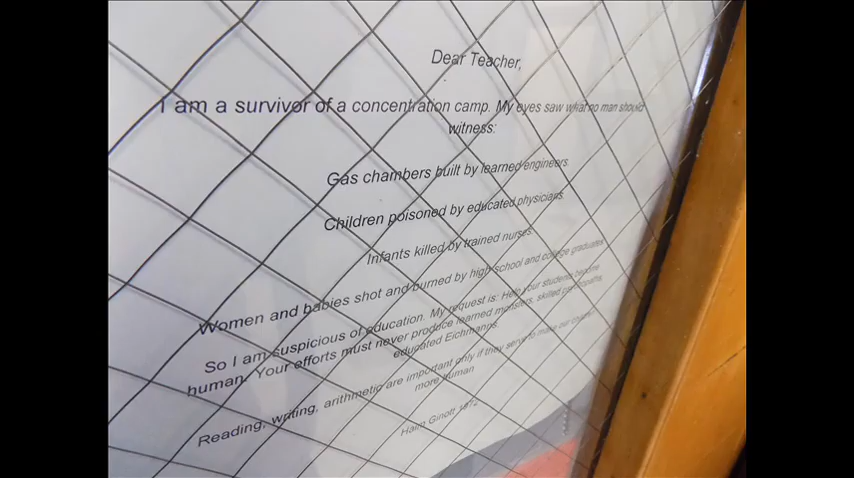 Dear Teacher,
I am a survivor of a concentration camp. My eyes saw what no man should
witness:
Gas chambers built by learned engineers.
Children poisoned by educated physicians.
Infants killed by trained nurses.
Women and babies shot and burned by high school and college graduates
So I am suspicious of education. My request is: Help your students become
human. Your efforts must never produce learned monsters, skilled psychopaths,
educated Eichmanns.
Reading, writing, arithmetic are important only if they serve to make our children
more human
Haim Ginott 1972